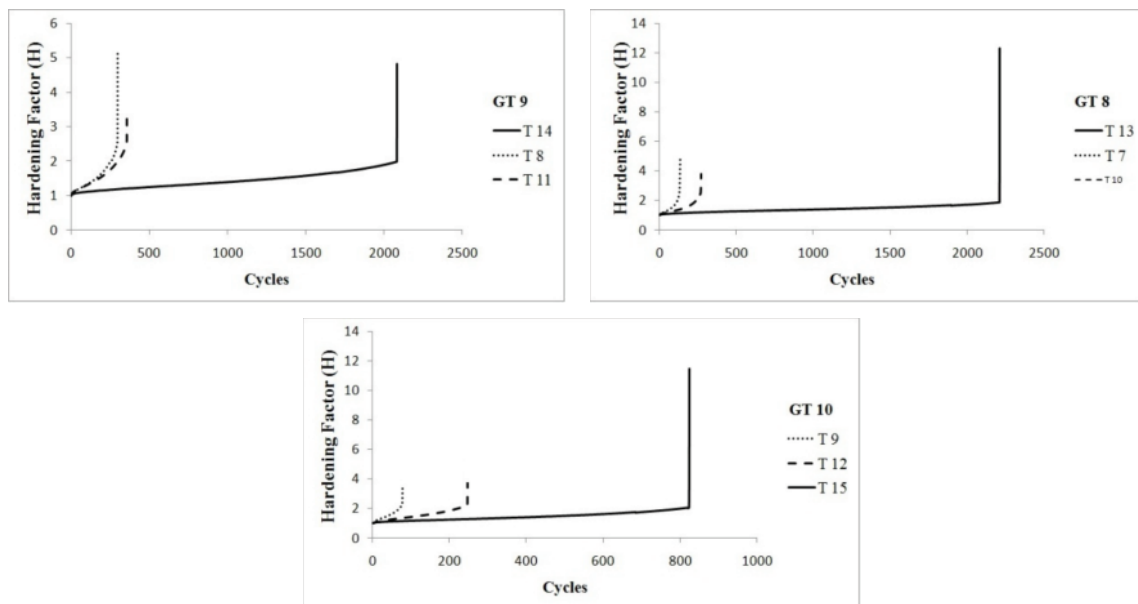 6
5
4
3
2
1
0
Hardening Factor (H)
0 500 1000 1500 2000 2500
Cycles
GT 9
T 14
T 8
T 11
14
12
10
8
6
4
2
0
Hardening Factor (H)
0 500 1000 1500 2000 2500
Cycles
GT 8
T 13
T 7
T 10
14
12
10
8
6
4
2
0
Hardening Factor (H)
0 200 400 600 800 1000
Cycles
GT 10
T 9
T 12
T 15